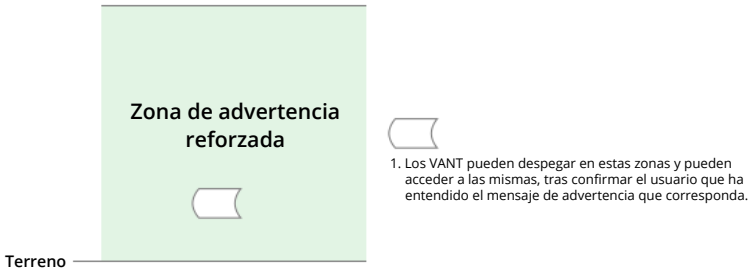 Zona de advertencia
reforzada
1. Los VANT pueden despegar en estas zonas y pueden
acceder a las mismas, tras confirmar el usuario que ha
entendido el mensaje de advertencia que corresponda.
Terreno